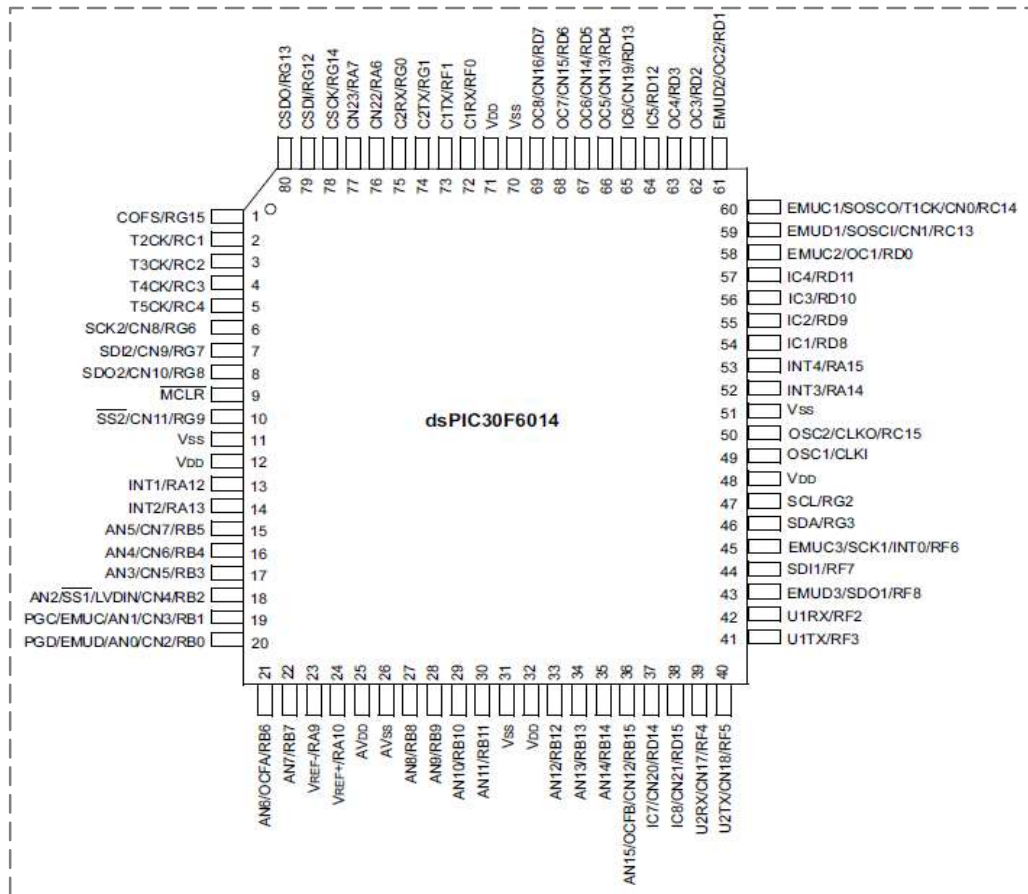 CSDO/RG13
CSDI/RG12
CSCK/RG14
CN23/RA7
CN22/RA6
C2RX/RG0
C2TX/RG1
C1TX/RF1
C1RX/RF0
VDD
VSS
OC8/CN16/RD7
OC7/CN15/RD6
OC6/CN14/RD5
OC5/CN13/RD4
IC6/CN19/RD13
IC5/RD12
OC4/RD3
OC3/RD2
EMUD2/OC2/RD1
80 79 78 77 76 75 74 73 72 71 70 69 68 67 66 65 64 63 62 61
COFS/RG15 1
T2CK/RC1 2
T3CK/RC2 3
T4CK/RC3 4
T5CK/RC4 5
SCK2/CN8/RG6 6
SDI2/CN9/RG7 7
SDO2/CN10/RG8 8
MCLR 9
SS2/CN11/RG9 10
VSS 11
VDD 12
INT1/RA12 13
INT2/RA13 14
AN5/CN7/RB5 15
AN4/CN6/RB4 16
AN3/CN5/RB3 17
AN2/SS1/LVDIN/CN4/RB2 18
PGC/EMUC/AN1/CN3/RB1 19
PGD/EMUD/AN0/CN2/RB0 20
dsPIC30F6014
60 EMUC1/SOSCO/T1CK/CN0/RC14
59 EMUD1/SOSCI/CN1/RC13
58 EMUC2/OC1/RD0
57 IC4/RD11
56 IC3/RD10
55 IC2/RD9
54 IC1/RD8
53 INT4/RA15
52 INT3/RA14
51 VSS
50 OSC2/CLKO/RC15
49 OSC1/CLKI
48 VDD
47 SCL/RG2
46 SDA/RG3
45 EMUC3/SCK1/INT0/RF6
44 SDI1/RF7
43 EMUD3/SDO1/RF8
42 U1RX/RF2
41 U1TX/RF3
21 22 23 24 25 26 27 28 29 30 31 32 33 34 35 36 37 38 39 40
AN6/OCFA/RB6
AN7/RB7
VREF-/RA9
VREF+/RA10
AVDD
AVSS
AN8/RB8
AN9/RB9
AN10/RB10
AN11/RB11
VSS
VDD
AN12/RB12
AN13/RB13
AN14/RB14
AN15/OCFB/CN12/RB15
IC7/CN20/RD14
IC8/CN21/RD15
U2RX/CN17/RF4
U2TX/CN18/RF5